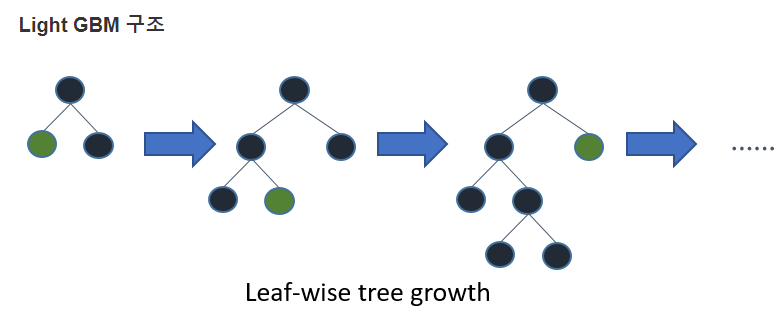 Light GBM 구조
......
Leaf-wise tree growth